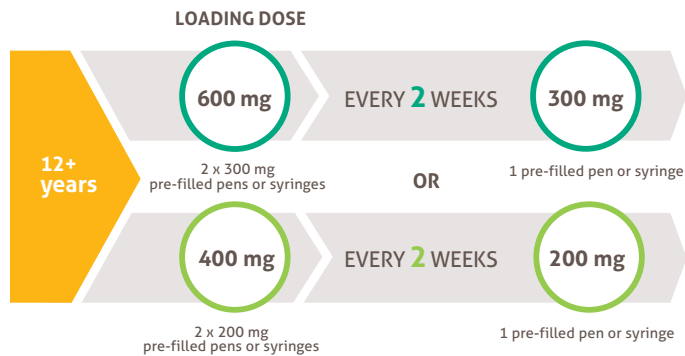 LOADING DOSE
600 mg
EVERY 2 WEEKS
300 mg
2 x 300 mg
pre-filled pens or syringes
1 pre-filled pen or syringe
12+
years
OR
400 mg
EVERY 2 WEEKS
200 mg
2 x 200 mg
pre-filled pens or syringes
1 pre-filled pen or syringe